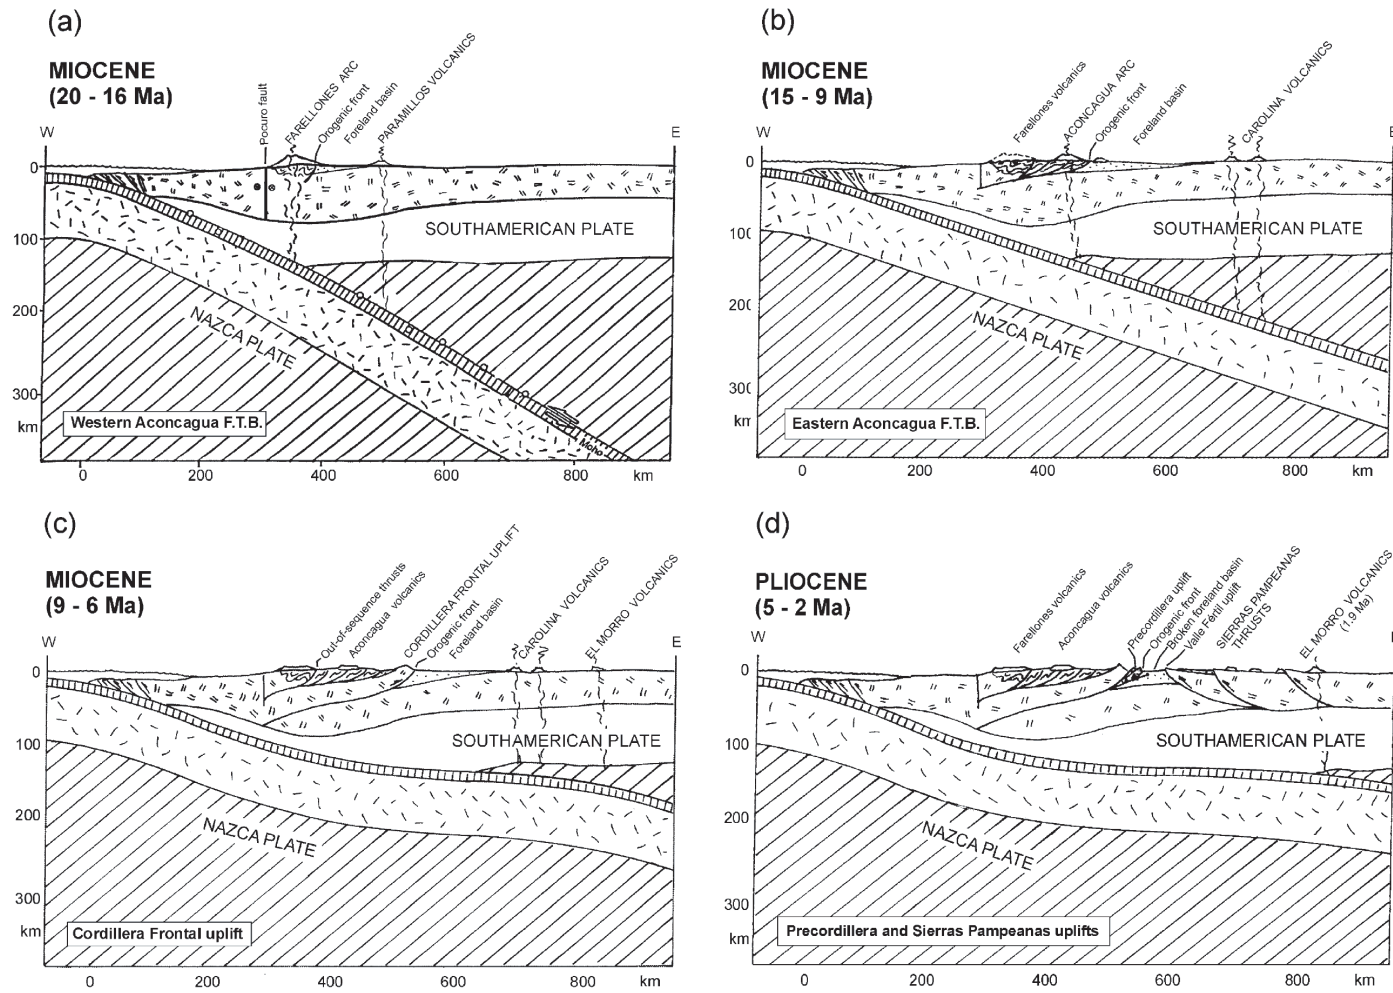 (a)
MIOCENE
(20 - 16 Ma)
Pocuro fault
FARELLONES ARC
Orogenic front
Foreland basin
PARAMILLOS VOLCANICS
W
E
0
100
200
300
km
SOUTHAMERICAN PLATE
NAZCA PLATE
Moho
Western Aconcagua F.T.B.
0 200 400 600 800 km
(b)
MIOCENE
(15 - 9 Ma)
Farellones volcanics
ACONCAGUA ARC
Orogenic front
Foreland basin
CAROLINA VOLCANICS
W
0
100
200
300
km
SOUTHAMERICAN PLATE
NAZCA PLATE
Eastern Aconcagua F.T.B.
0 200 400 600 800 km
(c)
MIOCENE
(9 - 6 Ma)
Out-of-sequence thrusts
Aconcagua volcanics
CORDILLERA FRONTAL UPLIFT
Orogenic front
Foreland basin
CAROLINA VOLCANICS
EL MORRO VOLCANICS
W
E
0
100
200
300
km
SOUTHAMERICAN PLATE
NAZCA PLATE
Cordillera Frontal uplift
0 200 400 600 800 km
(d)
PLIOCENE
(5 - 2 Ma)
Farellones volcanics
Aconcagua volcanics
Precordillera uplift
Orogenic front
Broken foreland basin
Valle Fértil uplift
SIERRAS PAMPEANAS
THRUSTS
EL MORRO VOLCANICS
(1.9 Ma)
W
0
100
200
300
km
SOUTHAMERICAN PLATE
NAZCA PLATE
Precordillera and Sierras Pampeanas uplifts
0 200 400 600 800 km